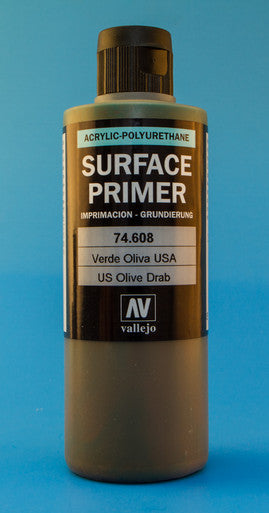 ACRYLIC-POLYURETHANE
SURFACE
PRIMER
IMPRIMACION - GRUNDIERUNG
74.608
Verde Oliva USA
US Olive Drab
AV
vallejo